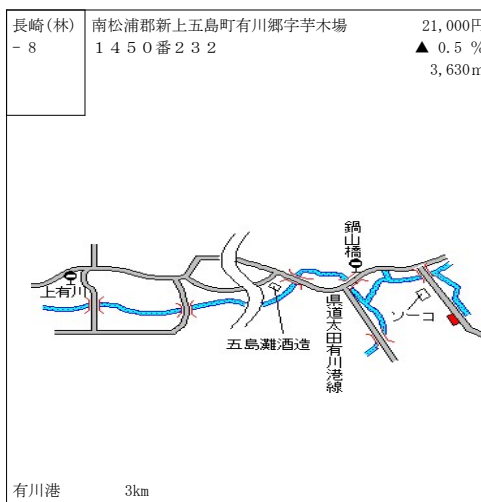 長崎(林)
- 8
南松浦郡新上五島町有川郷字芋木場
１４５０番２３２
21,000円
▲ 0.5 %
3,630㎡
鍋山橋
上有川
五島灘酒造
県道太田有川港線
ソーコ
有川港 3km